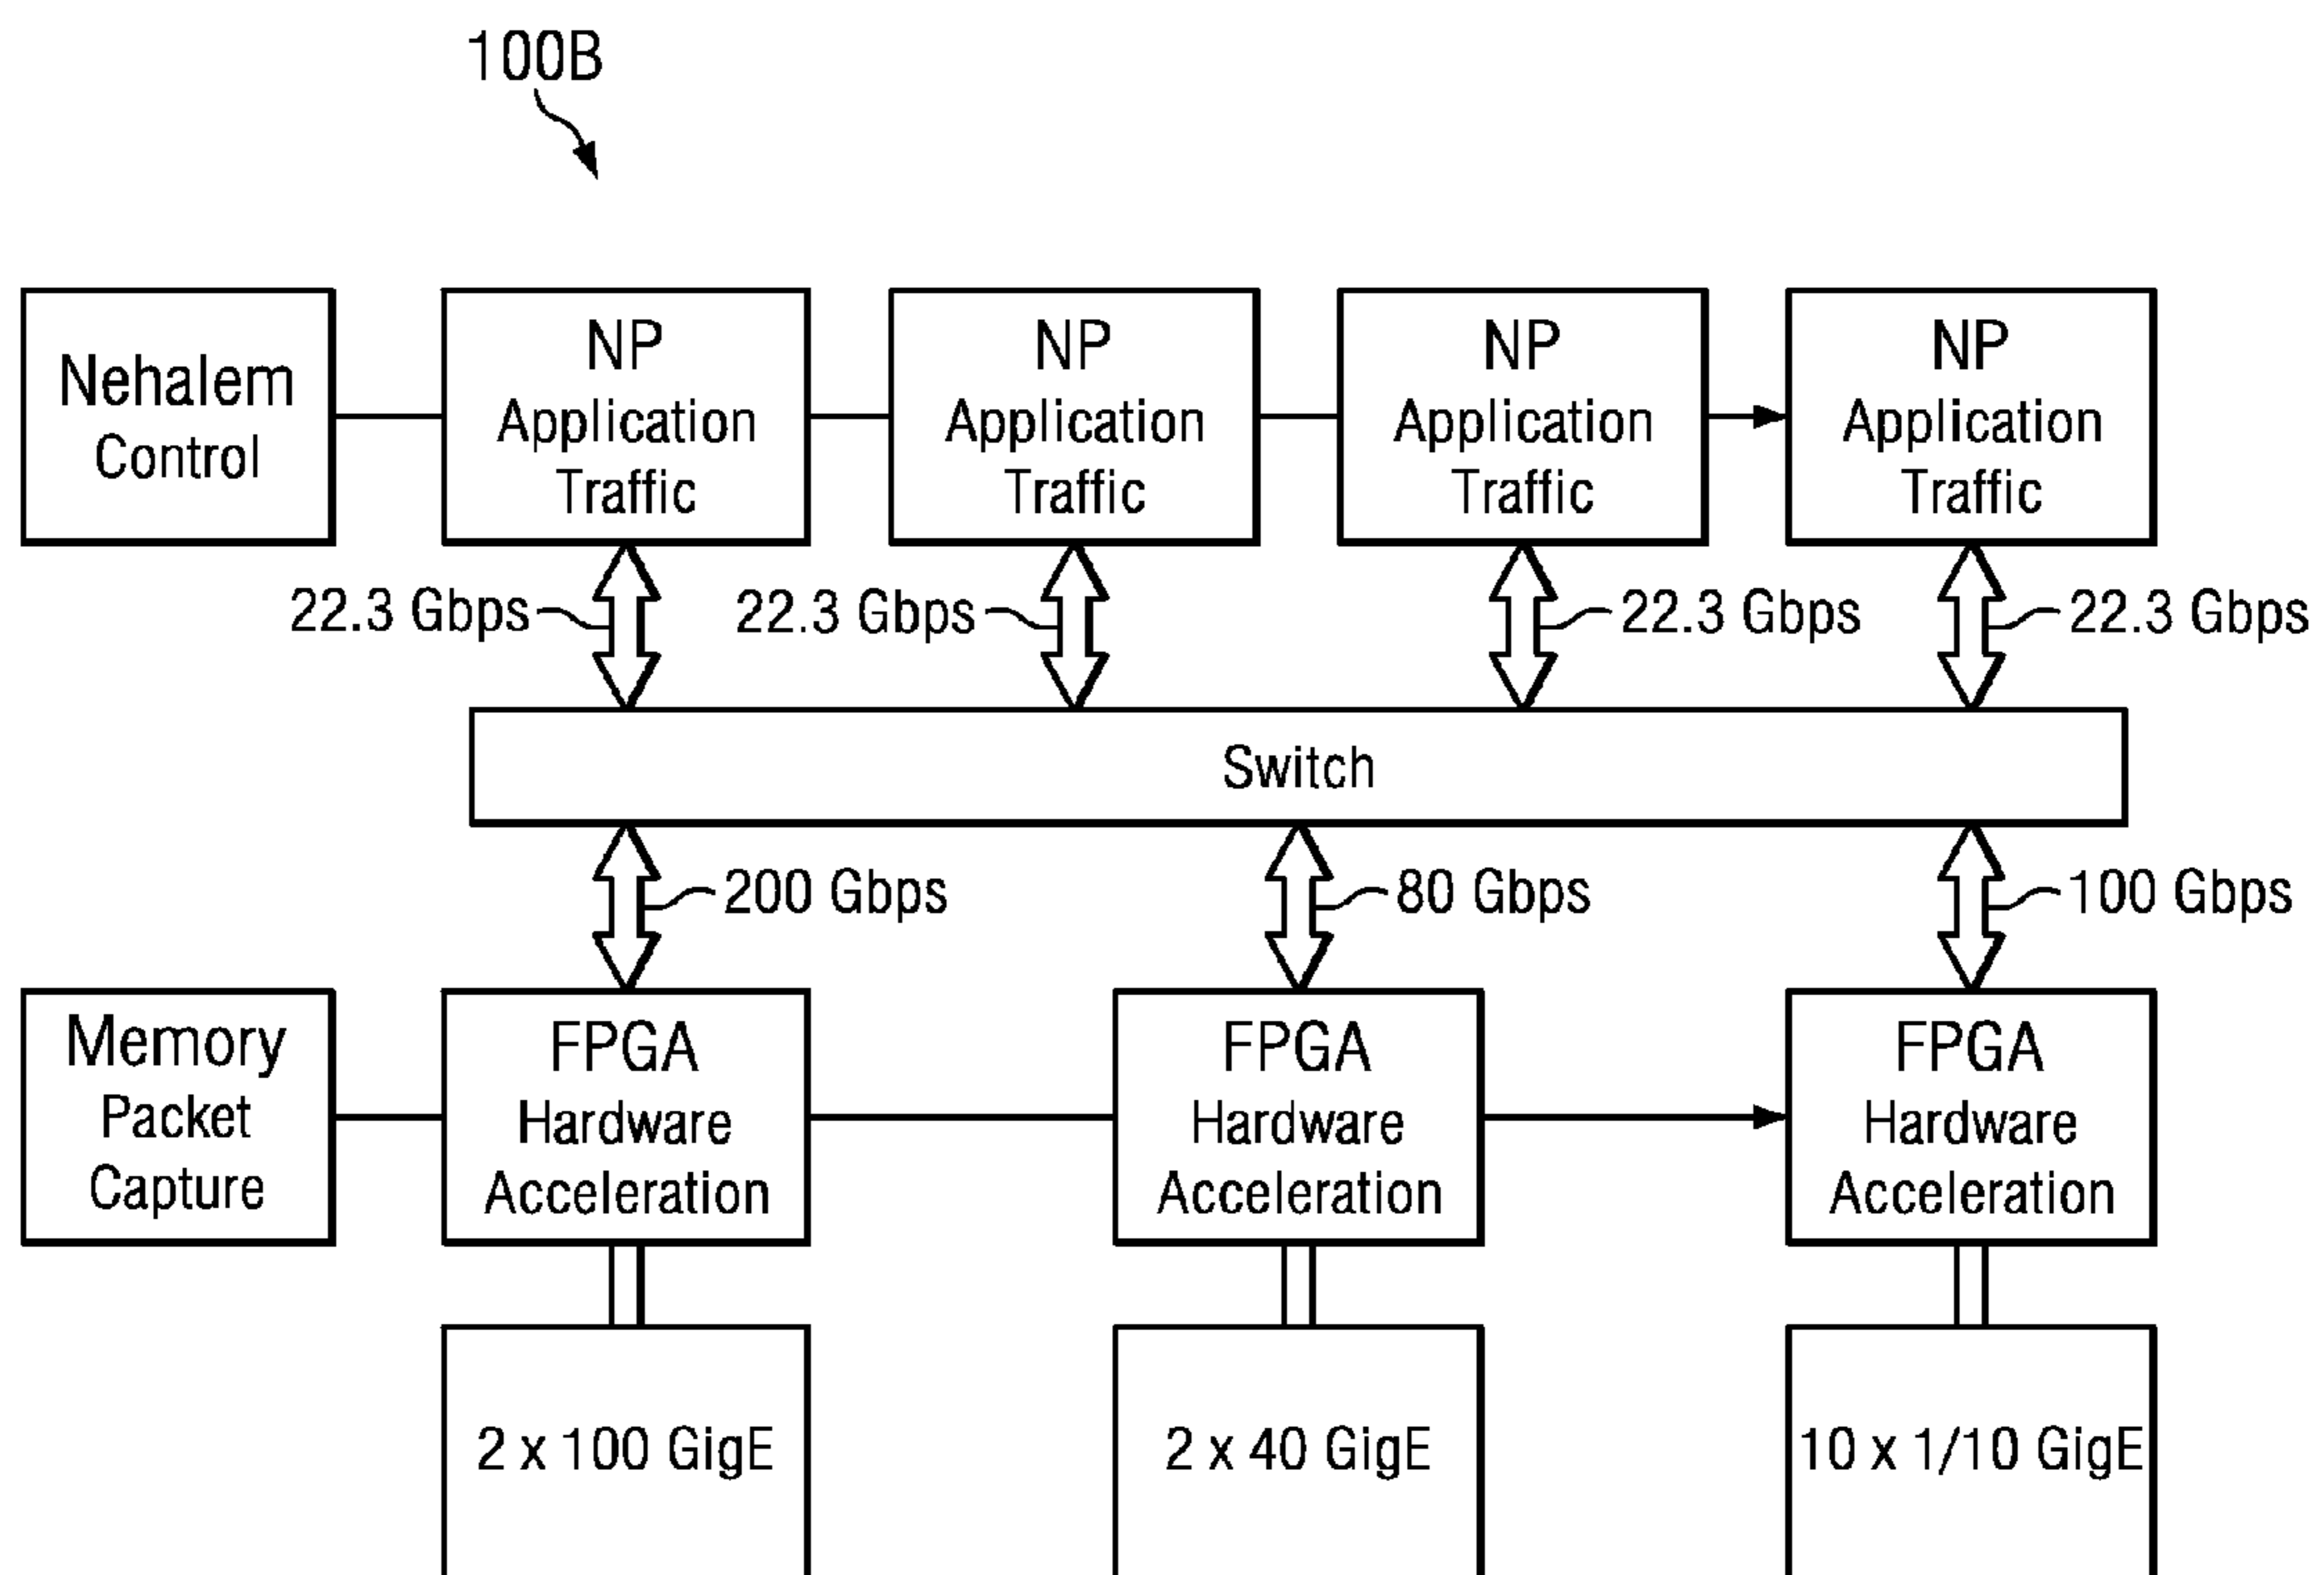 100B
Nehalem
Control
NP
Application
Traffic
NP
Application
Traffic
NP
Application
Traffic
NP
Application
Traffic
22.3 Gbps
22.3 Gbps
22.3 Gbps
22.3 Gbps
Switch
200 Gbps
80 Gbps
100 Gbps
Memory
Packet
Capture
FPGA
Hardware
Acceleration
FPGA
Hardware
Acceleration
FPGA
Hardware
Acceleration
2 x 100 GigE
2 x 40 GigE
10 x 1/10 GigE